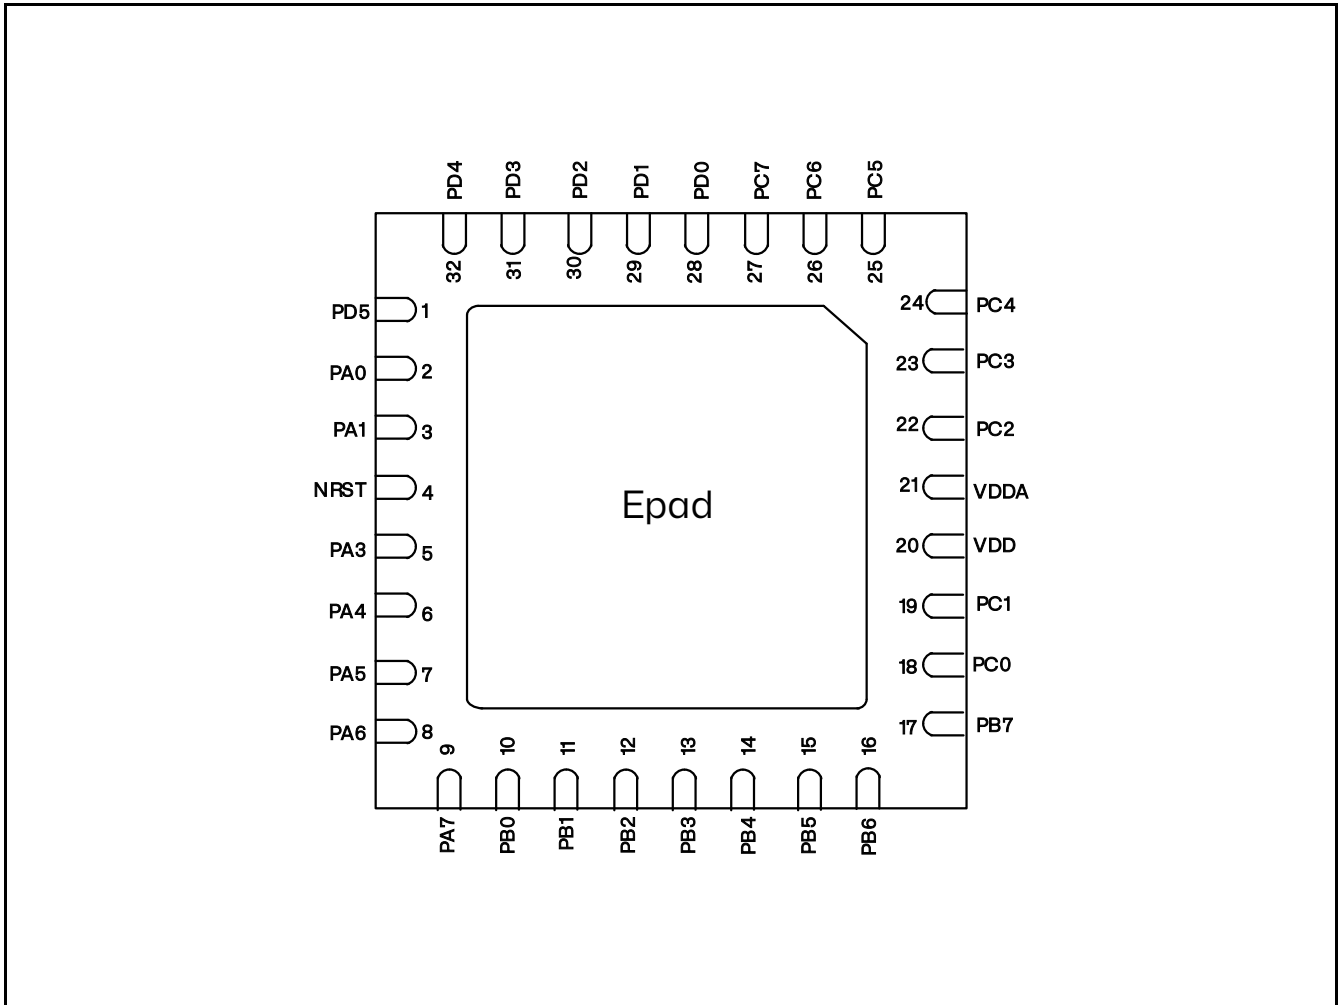 PD4 PD3 PD2 PD1 PD0 PC7 PC6 PC5
32 31 30 29 28 27 26 25
PD5 1 24 PC4
PA0 2 23 PC3
PA1 3 22 PC2
NRST 4 21 VDDA
Epad
PA3 5 20 VDD
PA4 6 19 PC1
PA5 7 18 PC0
PA6 8 17 PB7
9 10 11 12 13 14 15 16
PA7 PB0 PB1 PB2 PB3 PB4 PB5 PB6